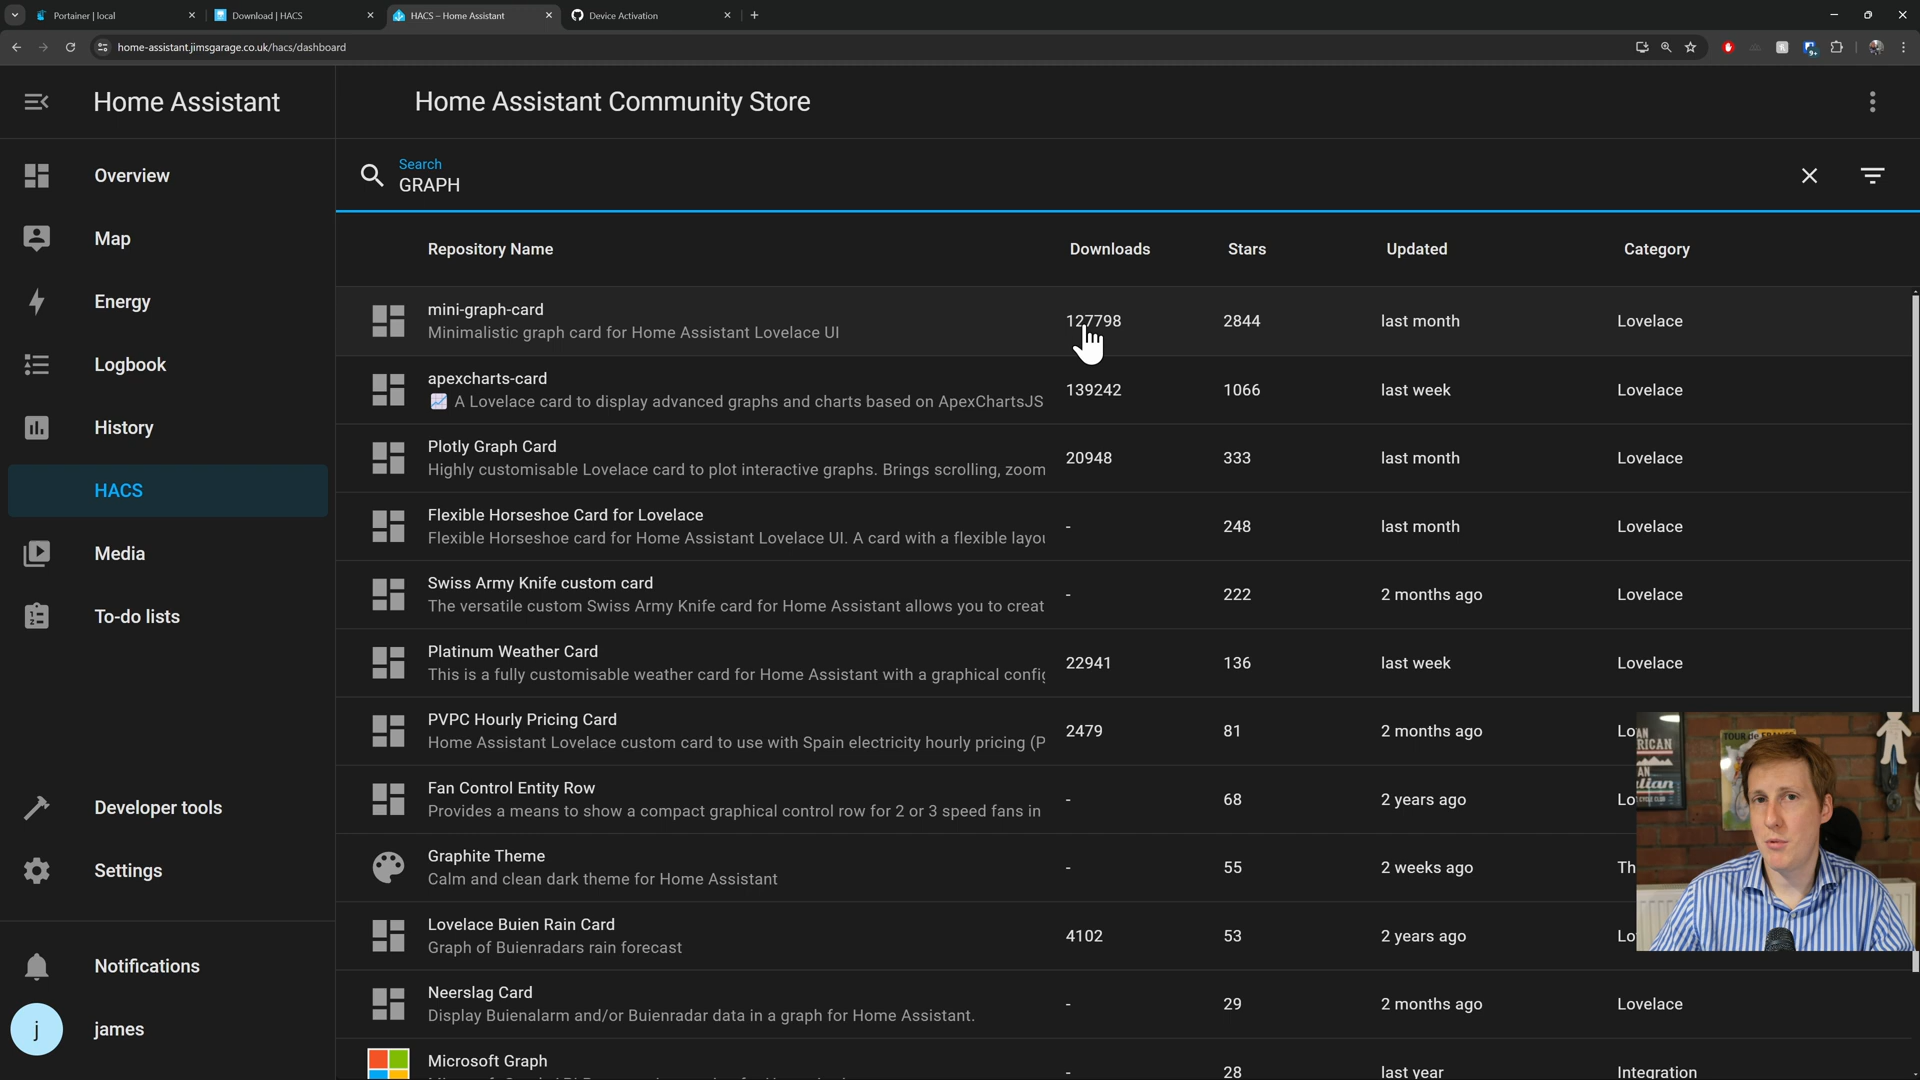 Portainer | local
Download | HACS
HACS – Home Assistant
Device Activation
home-assistant.jimsgarage.co.uk/hacs/dashboard
9+
Home Assistant
Home Assistant Community Store
Overview
Map
Energy
Logbook
History
HACS
Media
To-do lists
Developer tools
Settings
Notifications
j
james
Search
GRAPH
Repository Name Downloads Stars Updated Category
mini-graph-card
Minimalistic graph card for Home Assistant Lovelace UI
127798 2844 last month Lovelace
apexcharts-card
📈 A Lovelace card to display advanced graphs and charts based on ApexChartsJS
139242 1066 last week Lovelace
Plotly Graph Card
Highly customisable Lovelace card to plot interactive graphs. Brings scrolling, zoom
20948 333 last month Lovelace
Flexible Horseshoe Card for Lovelace
Flexible Horseshoe card for Home Assistant Lovelace UI. A card with a flexible layou
- 248 last month Lovelace
Swiss Army Knife custom card
The versatile custom Swiss Army Knife card for Home Assistant allows you to creat
- 222 2 months ago Lovelace
Platinum Weather Card
This is a fully customisable weather card for Home Assistant with a graphical config
22941 136 last week Lovelace
PVPC Hourly Pricing Card
Home Assistant Lovelace custom card to use with Spain electricity hourly pricing (P
2479 81 2 months ago Lo
Fan Control Entity Row
Provides a means to show a compact graphical control row for 2 or 3 speed fans in
- 68 2 years ago Lo
Graphite Theme
Calm and clean dark theme for Home Assistant
- 55 2 weeks ago Th
Lovelace Buien Rain Card
Graph of Buienradars rain forecast
4102 53 2 years ago Lo
Neerslag Card
Display Buienalarm and/or Buienradar data in a graph for Home Assistant.
- 29 2 months ago Lovelace
Microsoft Graph
- 28 last year Integration
TOUR de FRANCE